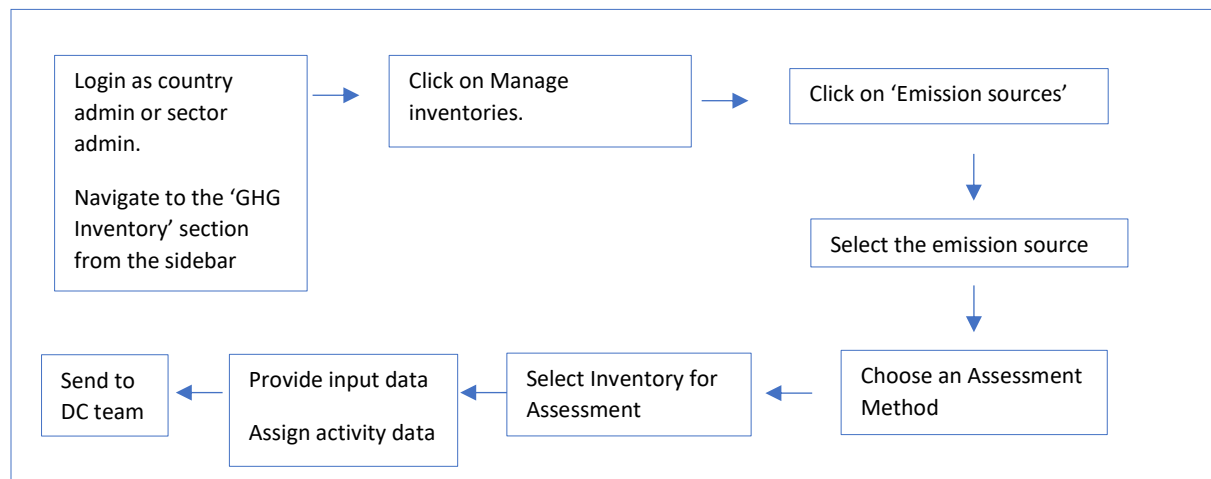 Login as country
admin or sector
admin.
Navigate to the ‘GHG
Inventory’ section
from the sidebar
Click on Manage
inventories.
Click on ‘Emission sources’
Select the emission source
Choose an Assessment
Method
Select Inventory for
Assessment
Provide input data
Assign activity data
Send to
DC team